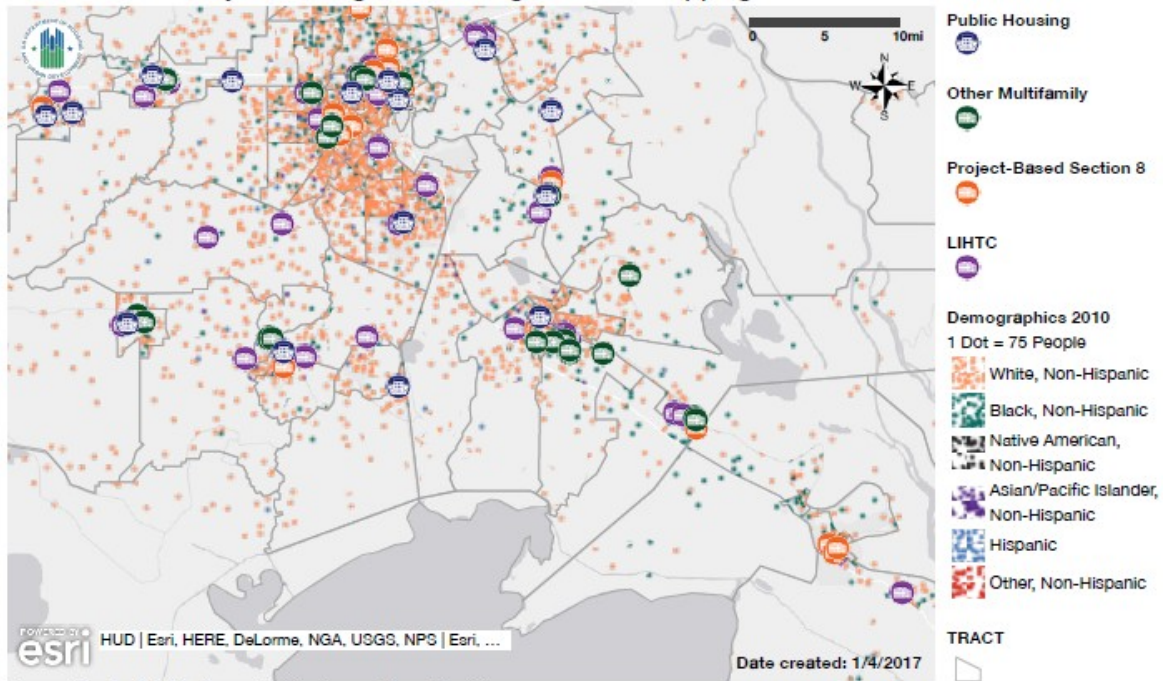 0 5 10mi
N
W E
S
Public Housing
Other Multifamily
Project-Based Section 8
LIHTC
Demographics 2010
1 Dot = 75 People
White, Non-Hispanic
Black, Non-Hispanic
Native American,
Non-Hispanic
Asian/Pacific Islander,
Non-Hispanic
Hispanic
Other, Non-Hispanic
TRACT
POWERED BY
esri
HUD | Esri, HERE, DeLorme, NGA, USGS, NPS | Esri, ...
Date created: 1/4/2017